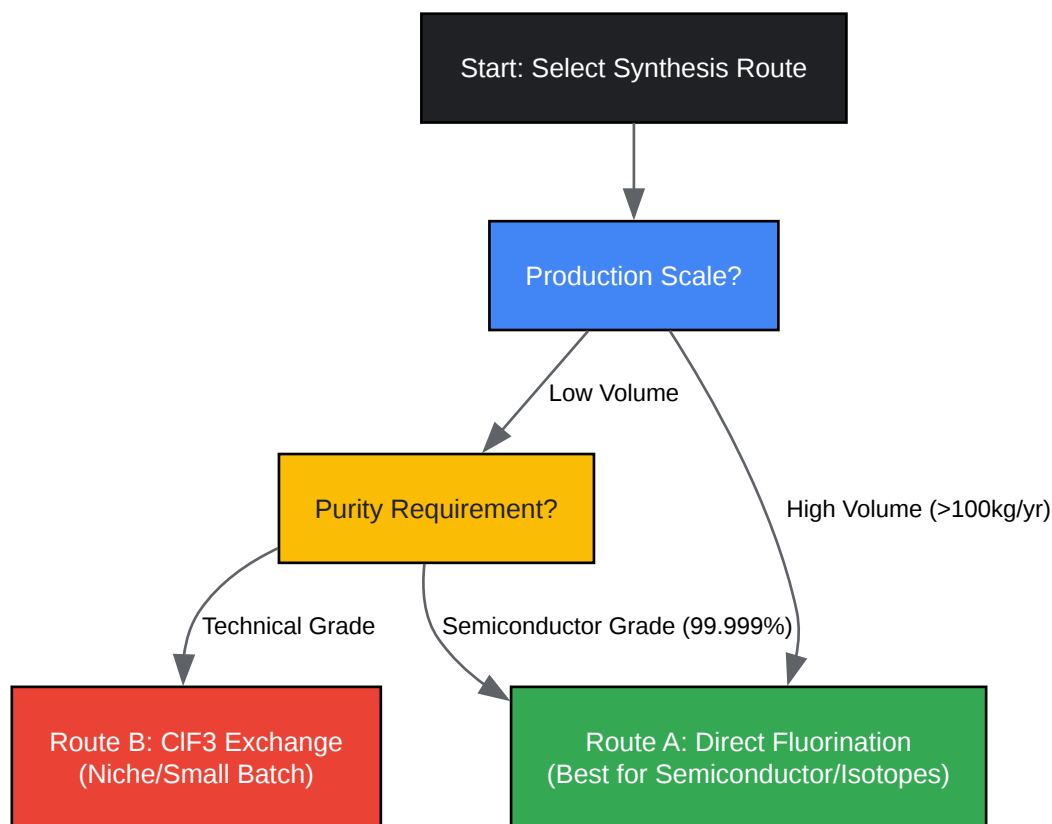 Start: Select Synthesis Route
Production Scale?
Low Volume
High Volume (>100kg/yr)
Purity Requirement?
Technical Grade
Semiconductor Grade (99.999%)
Route B: ClF3 Exchange
(Niche/Small Batch)
Route A: Direct Fluorination
(Best for Semiconductor/Isotopes)